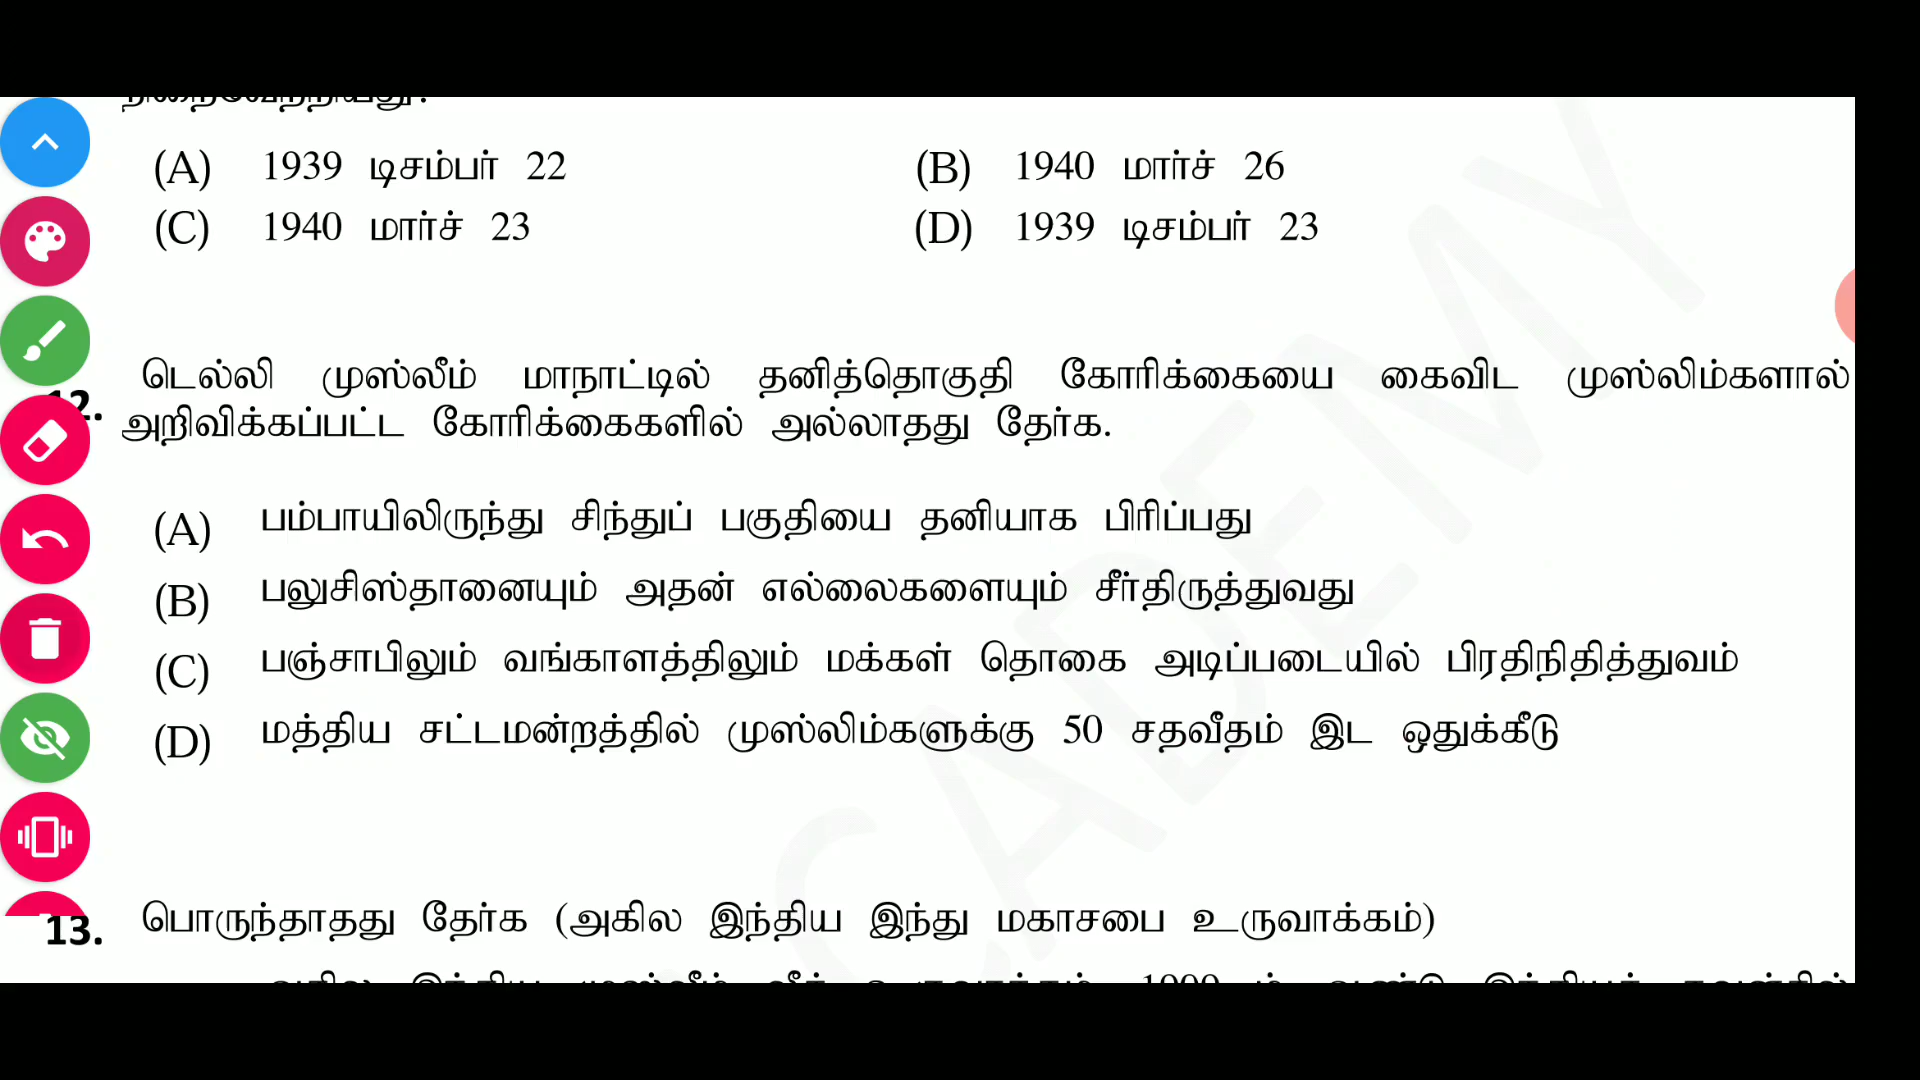 (A) 1939 டிசம்பர் 22 (B) 1940 மார்ச் 26
(C) 1940 மார்ச் 23 (D) 1939 டிசம்பர் 23
12. டெல்லி முஸ்லீம் மாநாட்டில் தனித்தொகுதி கோரிக்கையை கைவிட முஸ்லிம்களால்
அறிவிக்கப்பட்ட கோரிக்கைகளில் அல்லாதது தேர்க.
(A) பம்பாயிலிருந்து சிந்துப் பகுதியை தனியாக பிரிப்பது
(B) பலுசிஸ்தானையும் அதன் எல்லைகளையும் சீர்திருத்துவது
(C) பஞ்சாபிலும் வங்காளத்திலும் மக்கள் தொகை அடிப்படையில் பிரதிநிதித்துவம்
(D) மத்திய சட்டமன்றத்தில் முஸ்லிம்களுக்கு 50 சதவீதம் இட ஒதுக்கீடு
13. பொருந்தாதது தேர்க (அகில இந்திய இந்து மகாசபை உருவாக்கம்)
CADEMY